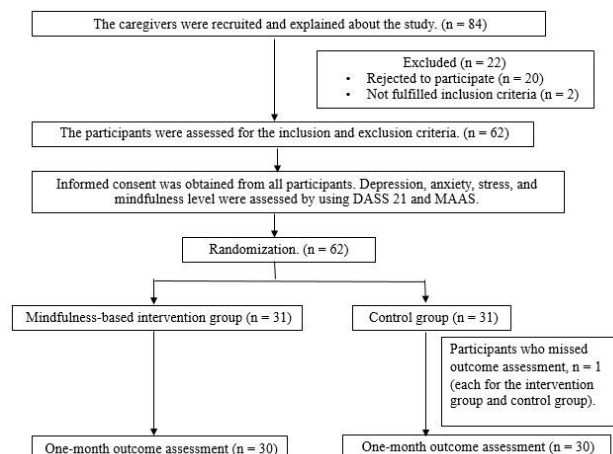 The caregivers were recruited and explained about the study. (n = 84)
Excluded (n = 22)
• Rejected to participate (n = 20)
• Not fulfilled inclusion criteria (n = 2)
The participants were assessed for the inclusion and exclusion criteria. (n = 62)
Informed consent was obtained from all participants. Depression, anxiety, stress, and
mindfulness level were assessed by using DASS 21 and MAAS.
Randomization. (n = 62)
Mindfulness-based intervention group (n = 31)
Control group (n = 31)
Participants who missed
outcome assessment, n = 1
(each for the intervention
group and control group).
One-month outcome assessment (n = 30)
One-month outcome assessment (n = 30)